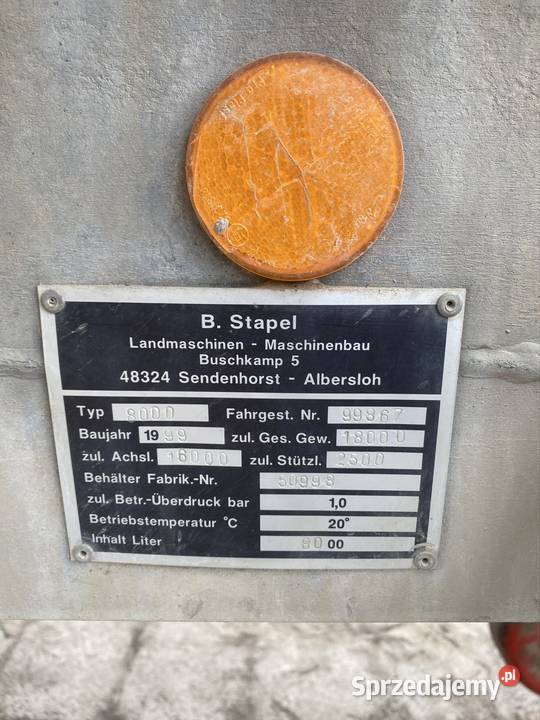 B. Stapel
Landmaschinen - Maschinenbau
Buschkamp 5
48324 Sendenhorst - Albersloh
Typ 8000 Fahrgest. Nr. 99867
Baujahr 1999 zul. Ges. Gew. 18000
zul. Achsl. 16000 zul. Stützl. 2500
Behälter Fabrik.-Nr. 50998
zul. Betr.-Überdruck bar 1,0
Betriebstemperatur °C 20°
Inhalt Liter 8000
Sprzedajemy.pl